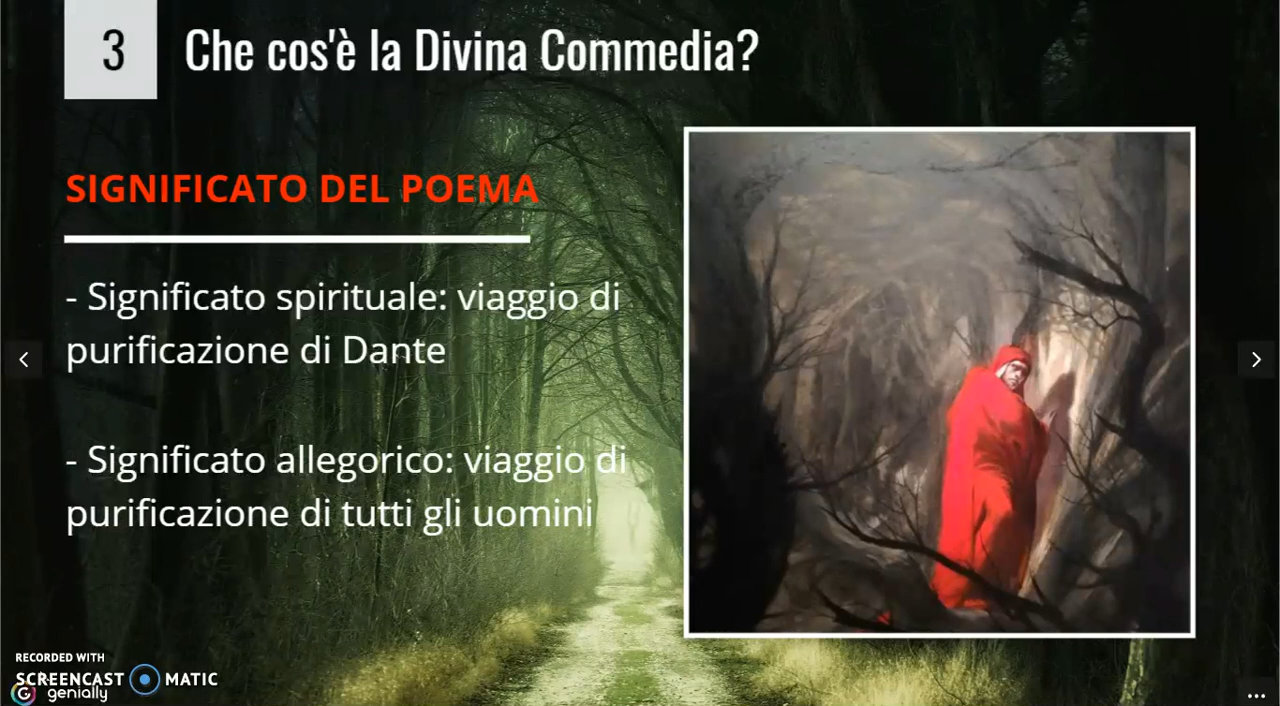 3
Che cos'è la Divina Commedia?
SIGNIFICATO DEL POEMA
- Significato spirituale: viaggio di
purificazione di Dante
- Significato allegorico: viaggio di
purificazione di tutti gli uomini
RECORDED WITH
SCREENCAST MATIC
genially